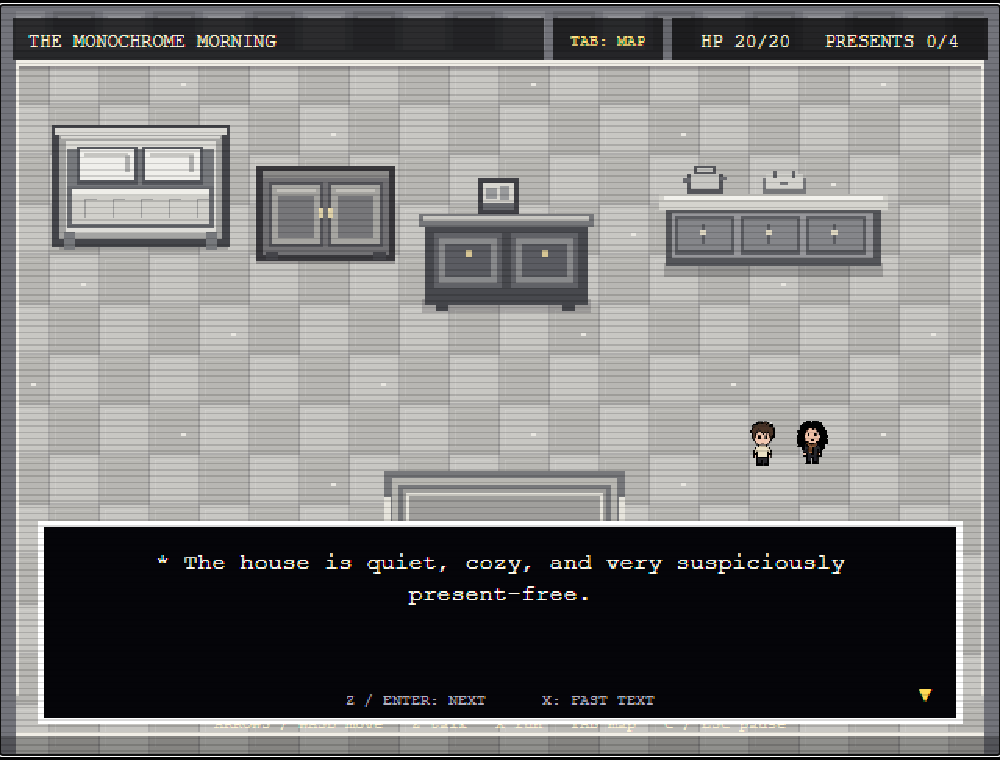 THE MONOCHROME MORNING
TAB: MAP
HP 20/20 PRESENTS 0/4
* The house is quiet, cozy, and very suspiciously
present-free.
Z / ENTER: NEXT X: FAST TEXT